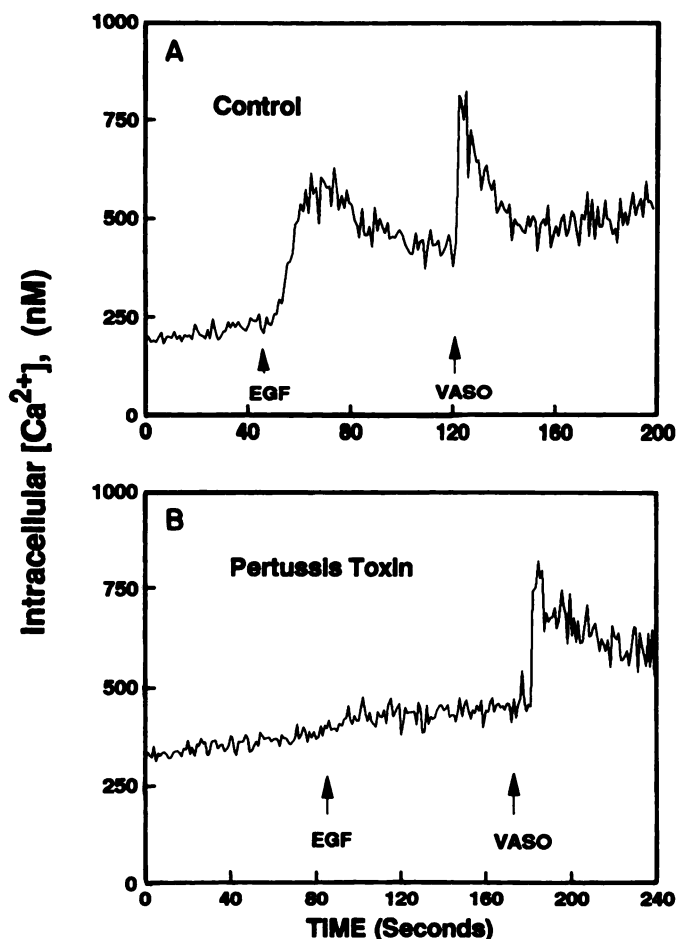 Intracellular [Ca2+], (nM)
A
Control
1000
750
500
250
0
EGF
VASO
0 40 80 120 160 200
B
Pertussis Toxin
1000
750
500
250
0
EGF
VASO
0 40 80 120 160 200 240
TIME (Seconds)